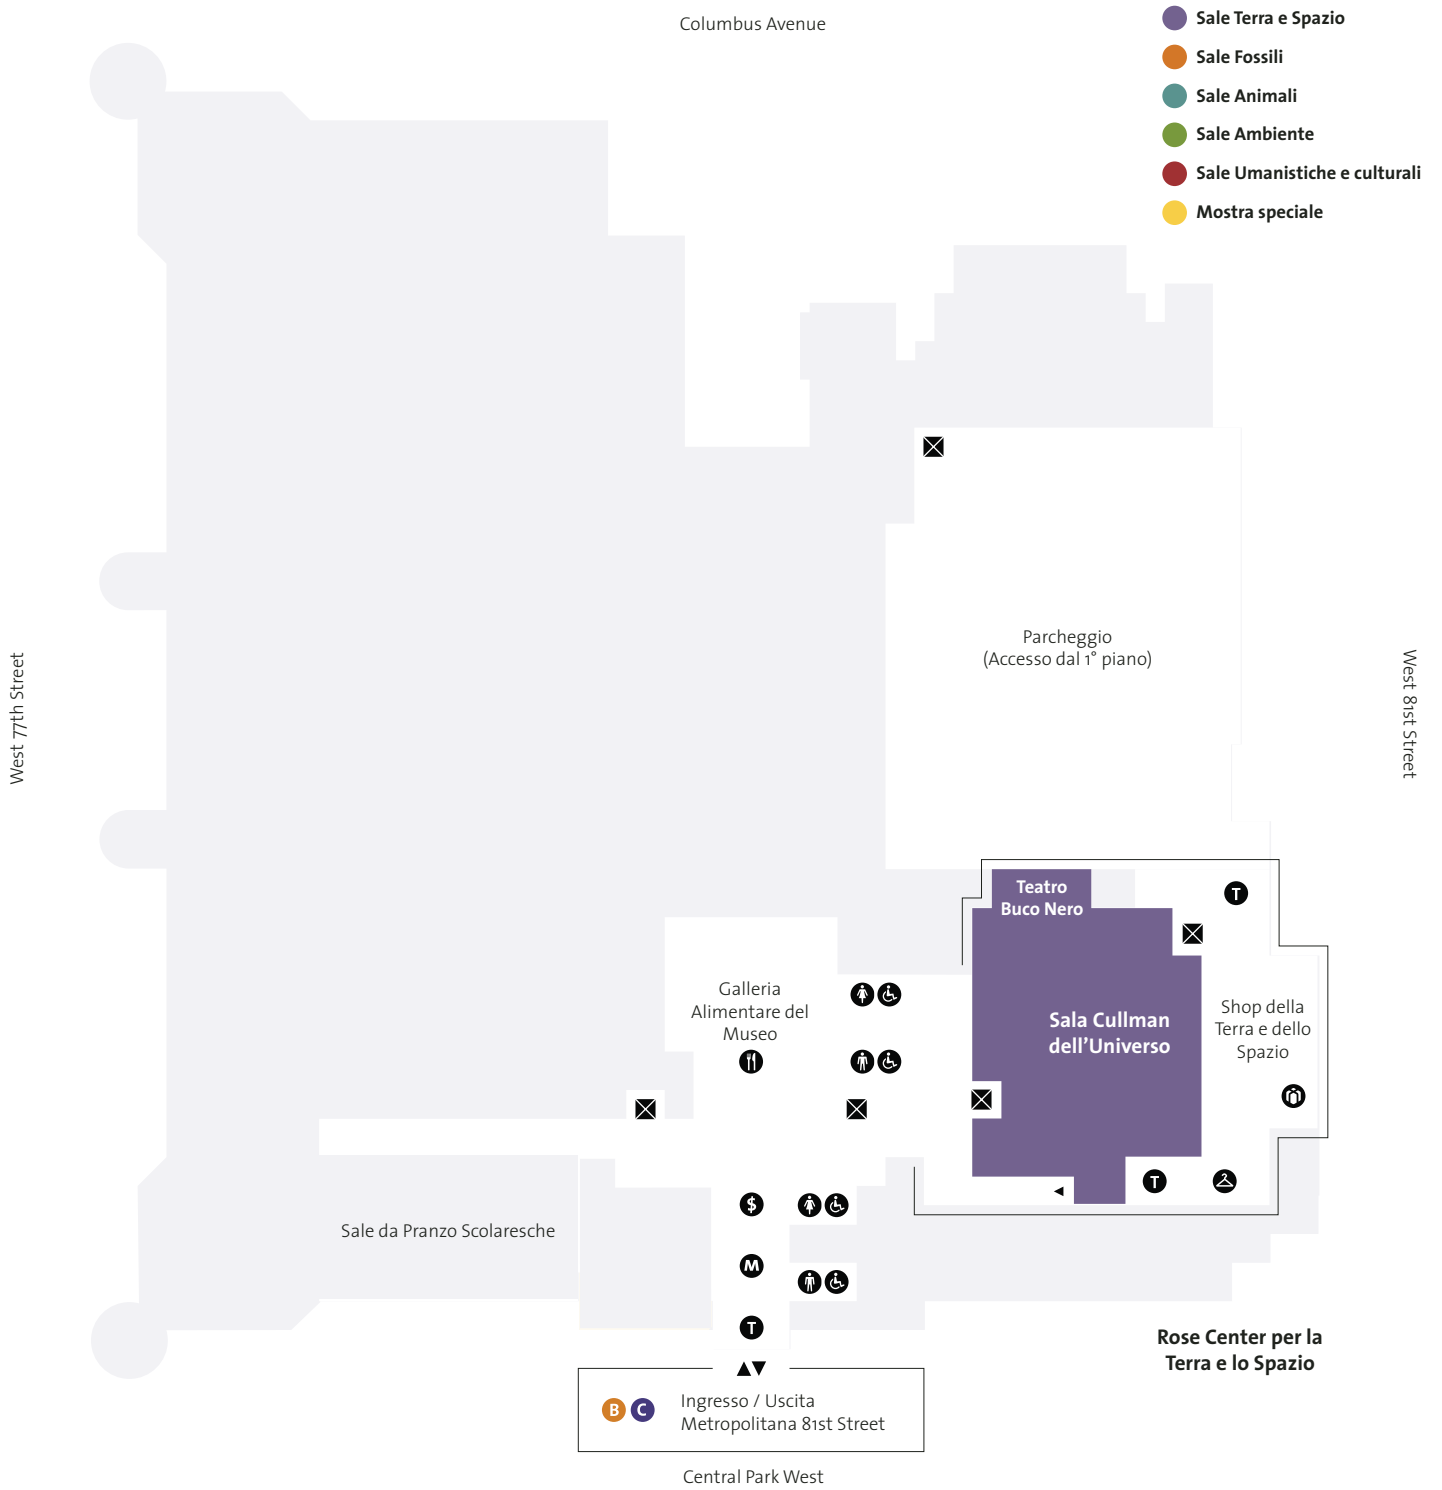 Columbus Avenue
Sale Terra e Spazio
Sale Fossili
Sale Animali
Sale Ambiente
Sale Umanistiche e culturali
Mostra speciale
West 77th Street
West 81st Street
Parcheggio
(Accesso dal 1° piano)
Teatro
Buco Nero
T
Galleria
Alimentare del
Museo
Sala Cullman
dell’Universo
Shop della
Terra e dello
Spazio
T
Sale da Pranzo Scolaresche
$
M
T
Rose Center per la
Terra e lo Spazio
B C
Ingresso / Uscita
Metropolitana 81st Street
Central Park West